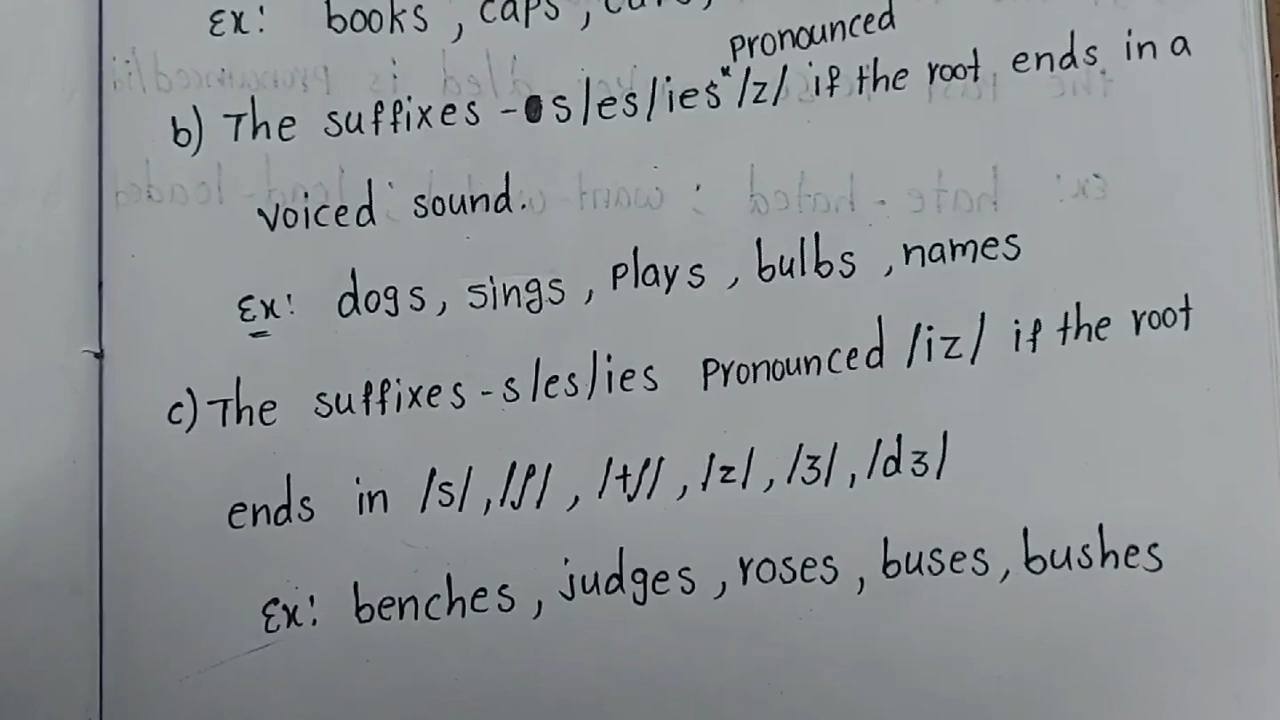 Ex: books, caps,
pronounced
b) The suffixes -s/es/ies /z/ if the root ends in a
voiced sound.
Ex: dogs, sings, plays, bulbs, names
c) The suffixes -s/es/ies pronounced /iz/ if the root
ends in /s/, /ʃ/, /tʃ/, /z/, /ʒ/, /dʒ/
Ex: benches, judges, roses, buses, bushes